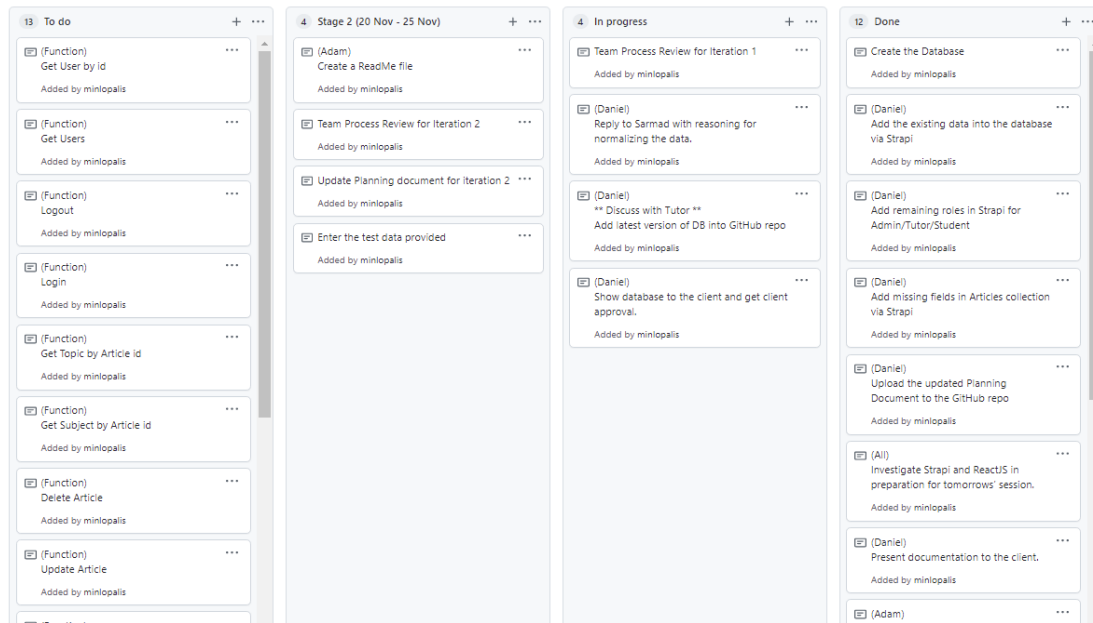 13 To do
(Function)
Get User by id
Added by minlopalis
(Function)
Get Users
Added by minlopalis
(Function)
Logout
Added by minlopalis
(Function)
Login
Added by minlopalis
(Function)
Get Topic by Article id
Added by minlopalis
(Function)
Get Subject by Article id
Added by minlopalis
(Function)
Delete Article
Added by minlopalis
(Function)
Update Article
Added by minlopalis
4 Stage 2 (20 Nov - 25 Nov)
(Adam)
Create a ReadMe file
Added by minlopalis
Team Process Review for Iteration 2
Added by minlopalis
Update Planning document for iteration 2
Added by minlopalis
Enter the test data provided
Added by minlopalis
4 In progress
Team Process Review for Iteration 1
Added by minlopalis
(Daniel)
Reply to Sarmad with reasoning for
normalizing the data.
Added by minlopalis
(Daniel)
** Discuss with Tutor **
Add latest version of DB into GitHub repo
Added by minlopalis
(Daniel)
Show database to the client and get client
approval.
Added by minlopalis
12 Done
Create the Database
Added by minlopalis
(Daniel)
Add the existing data into the database
via Strapi
Added by minlopalis
(Daniel)
Add remaining roles in Strapi for
Admin/Tutor/Student
Added by minlopalis
(Daniel)
Add missing fields in Articles collection
via Strapi
Added by minlopalis
(Daniel)
Upload the updated Planning
Document to the GitHub repo
Added by minlopalis
(All)
Investigate Strapi and ReactJS in
preparation for tomorrows' session.
Added by minlopalis
(Daniel)
Present documentation to the client.
Added by minlopalis
(Adam)